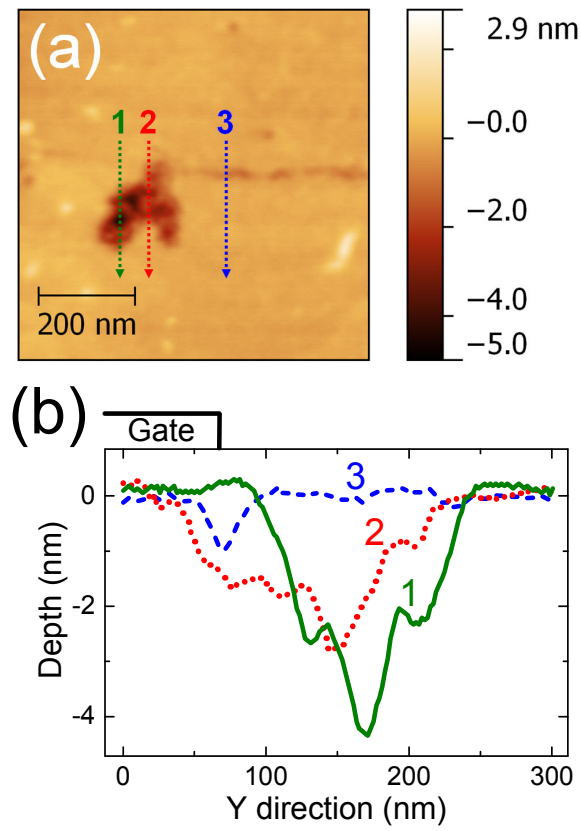 (a)
1 2 3
200 nm
2.9 nm
−0.0
−2.0
−4.0
−5.0
(b)
Gate
3
2
1
Depth (nm)
0
-2
-4
0 100 200 300
Y direction (nm)